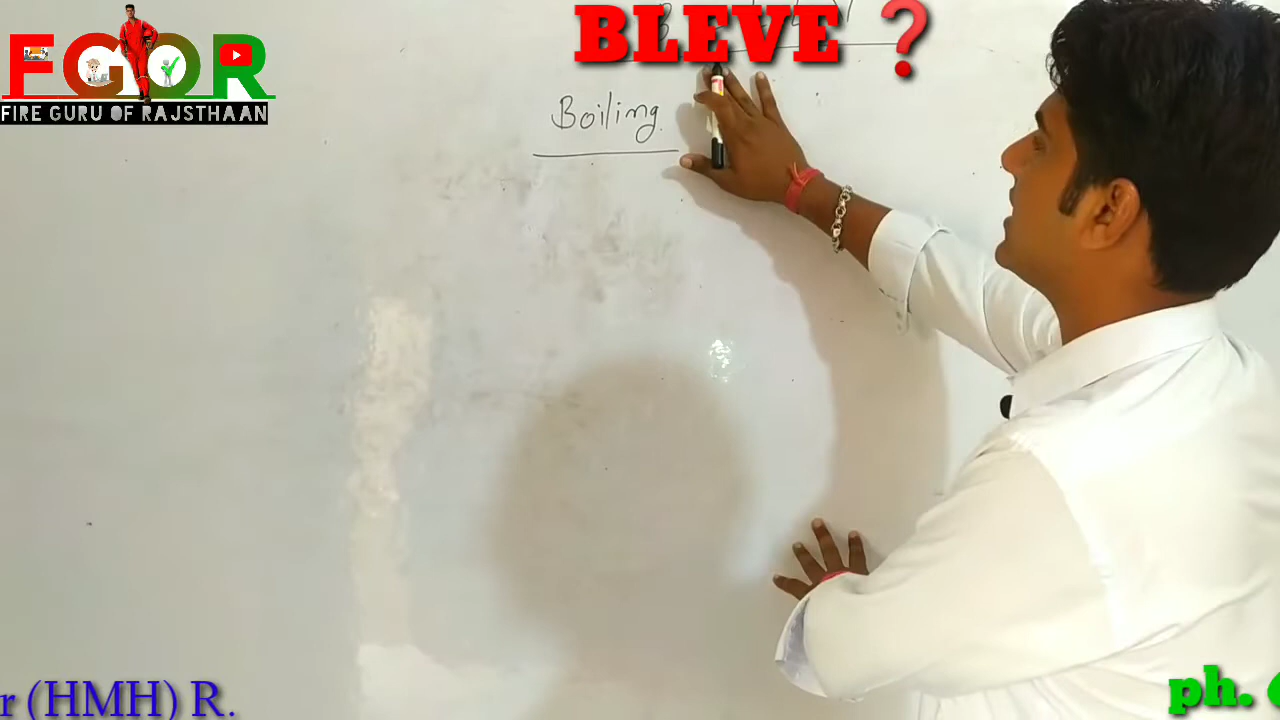 BLEVE ?
FGOR
FIRE GURU OF RAJSTHAAN
Boiling
r (HMH) R.
ph.